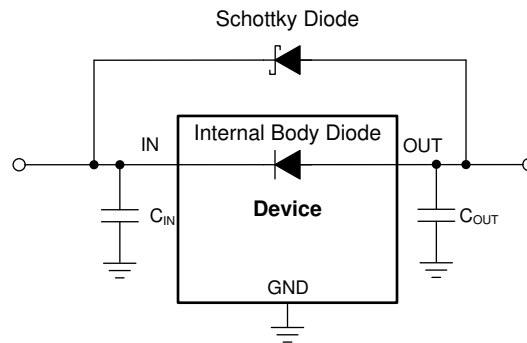 Schottky Diode
Internal Body Diode
IN
OUT
Device
CIN
COUT
GND